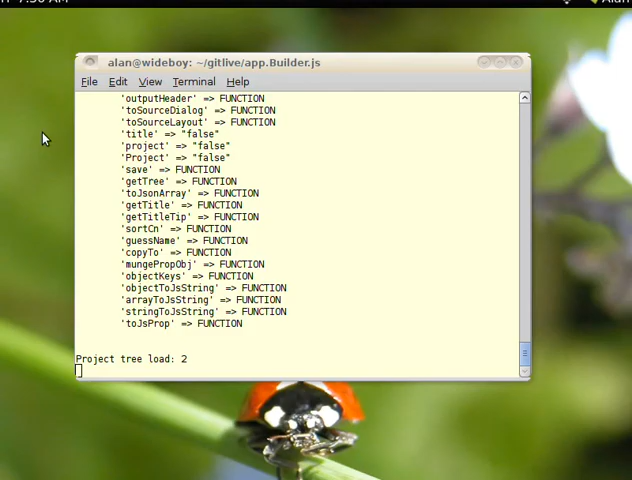 alan@wideboy: ~/gitlive/app.Builder.js
File Edit View Terminal Help
'outputHeader' => FUNCTION
'toSourceDialog' => FUNCTION
'toSourceLayout' => FUNCTION
'title' => "false"
'project' => "false"
'Project' => "false"
'save' => FUNCTION
'getTree' => FUNCTION
'toJsonArray' => FUNCTION
'getTitle' => FUNCTION
'getTitleTip' => FUNCTION
'sortCn' => FUNCTION
'guessName' => FUNCTION
'copyTo' => FUNCTION
'mungePropObj' => FUNCTION
'objectKeys' => FUNCTION
'objectToJsString' => FUNCTION
'arrayToJsString' => FUNCTION
'stringToJsString' => FUNCTION
'toJsProp' => FUNCTION
Project tree load: 2